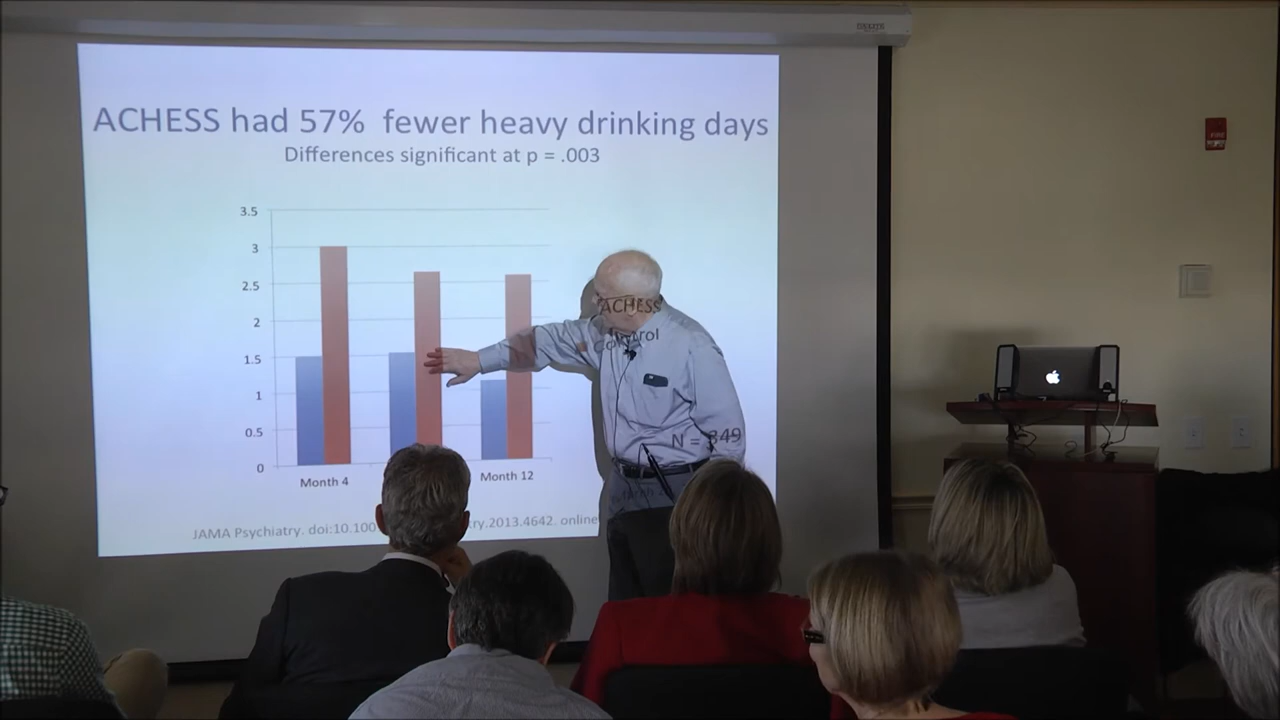 ACHESS had 57% fewer heavy drinking days
Differences significant at p = .003
3.5
3
2.5
2
1.5
1
0.5
0
ACHESS
Control
N = 349
Month 4
Month 12
JAMA Psychiatry. doi:10.100
ry.2013.4642. online
FIRE